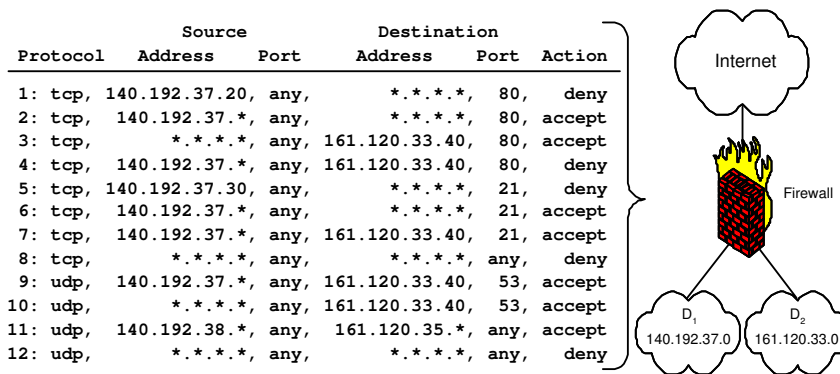 Source Destination
Protocol Address Port Address Port Action
1: tcp, 140.192.37.20, any, *.*.*.*, 80, deny
2: tcp, 140.192.37.*, any, *.*.*.*, 80, accept
3: tcp, *.*.*.*, any, 161.120.33.40, 80, accept
4: tcp, 140.192.37.*, any, 161.120.33.40, 80, deny
5: tcp, 140.192.37.30, any, *.*.*.*, 21, deny
6: tcp, 140.192.37.*, any, *.*.*.*, 21, accept
7: tcp, 140.192.37.*, any, 161.120.33.40, 21, accept
8: tcp, *.*.*.*, any, *.*.*.*, any, deny
9: udp, 140.192.37.*, any, 161.120.33.40, 53, accept
10: udp, *.*.*.*, any, 161.120.33.40, 53, accept
11: udp, 140.192.38.*, any, 161.120.35.*, any, accept
12: udp, *.*.*.*, any, *.*.*.*, any, deny
Internet
Firewall
D1
140.192.37.0
D2
161.120.33.0